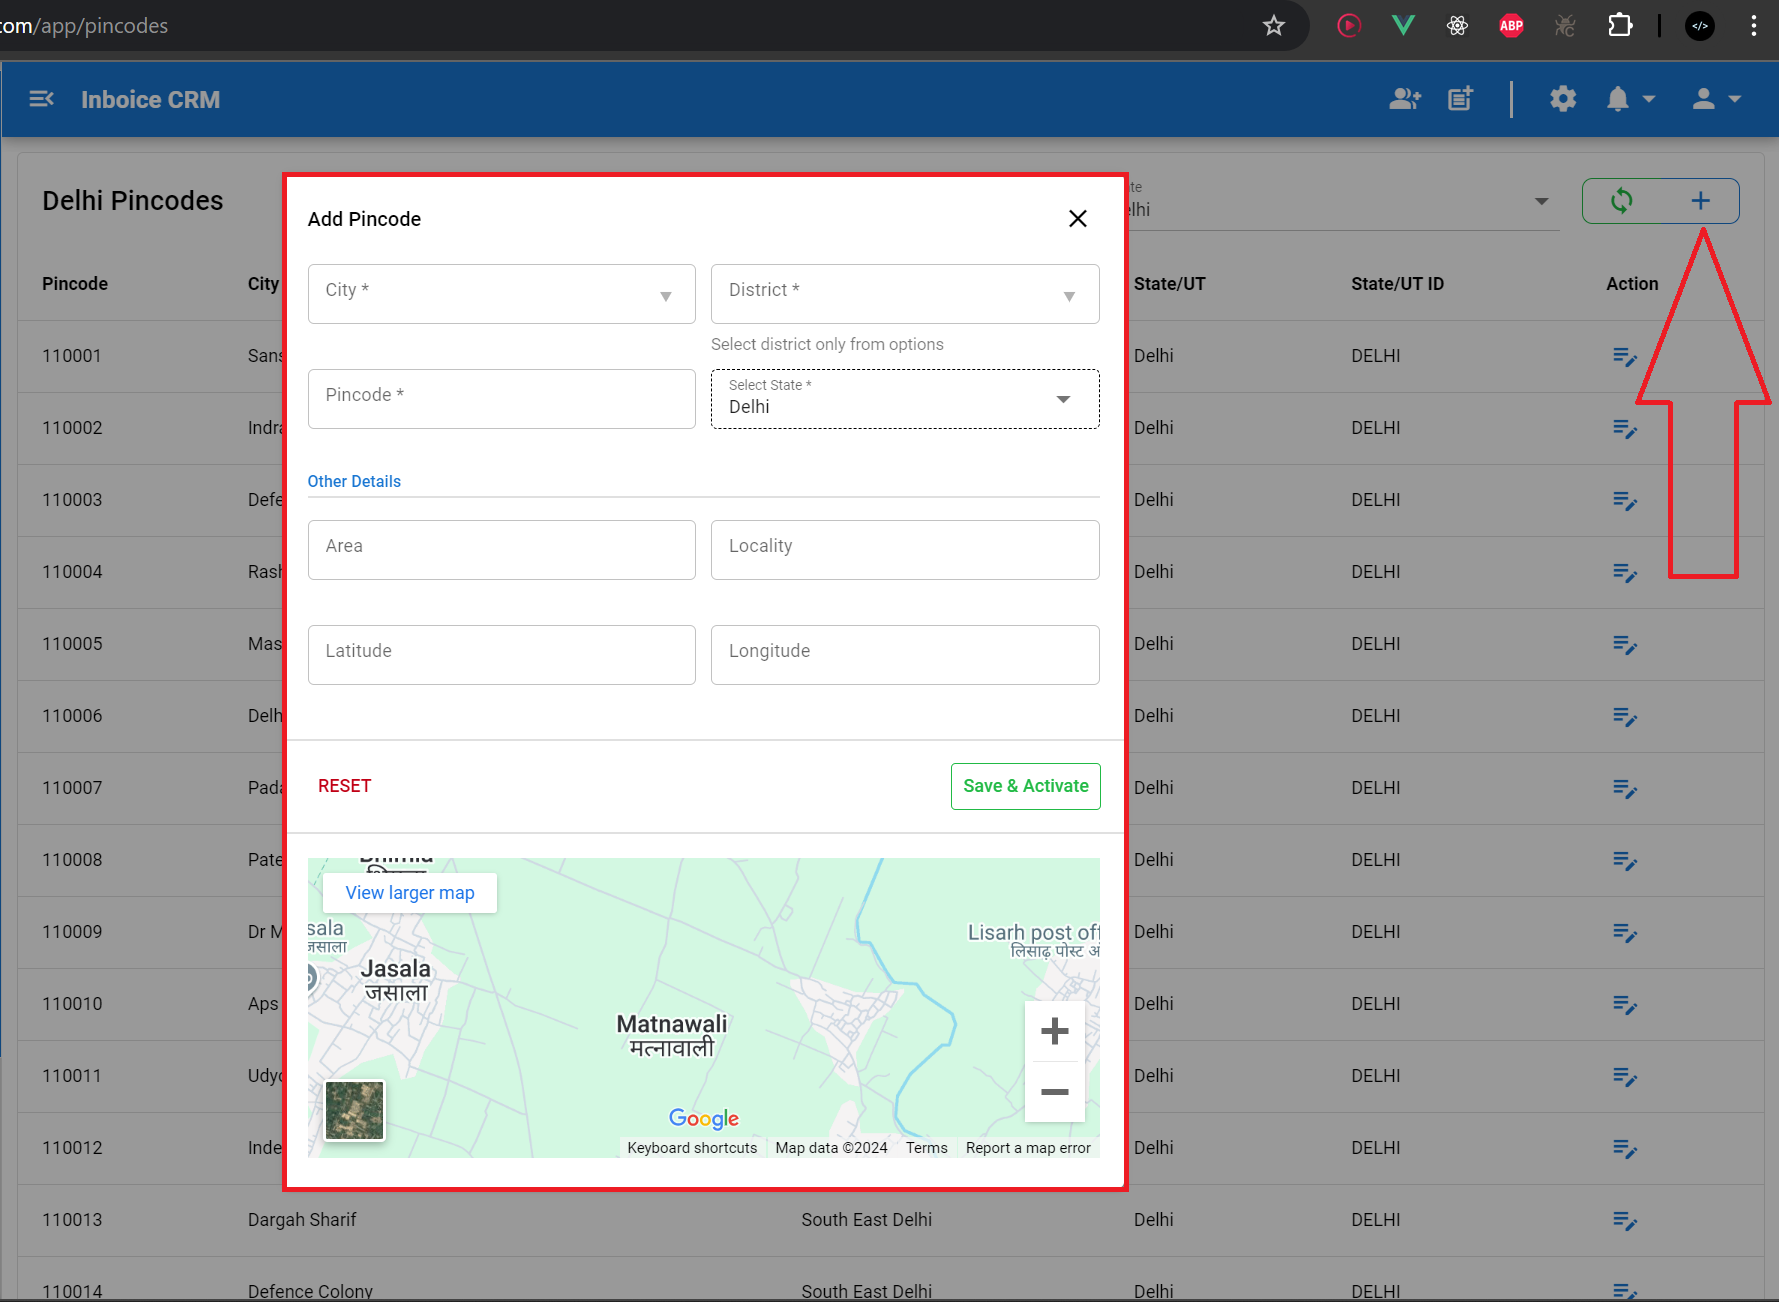 com/app/pincodes
ABP
</>
Inboice CRM
Delhi Pincodes
Add Pincode
Delhi
City *
District *
Select district only from options
Pincode *
Select State *
Delhi
Other Details
Area
Locality
Latitude
Longitude
RESET
Save & Activate
View larger map
Jasala
जसाला
Matnawali
मत्नावाली
Lisarh post off
लिसाढ़ पोस्ट ऑ
Google
Keyboard shortcuts Map data ©2024 Terms Report a map error
Pincode City State/UT State/UT ID Action
110001 Sans Delhi DELHI
110002 Indra Delhi DELHI
110003 Defe Delhi DELHI
110004 Rash Delhi DELHI
110005 Mas Delhi DELHI
110006 Delh Delhi DELHI
110007 Pada Delhi DELHI
110008 Pate Delhi DELHI
110009 Dr M Delhi DELHI
110010 Aps Delhi DELHI
110011 Udyo Delhi DELHI
110012 Inde Delhi DELHI
110013 Dargah Sharif South East Delhi Delhi DELHI
110014 Defence Colony South East Delhi Delhi DELHI